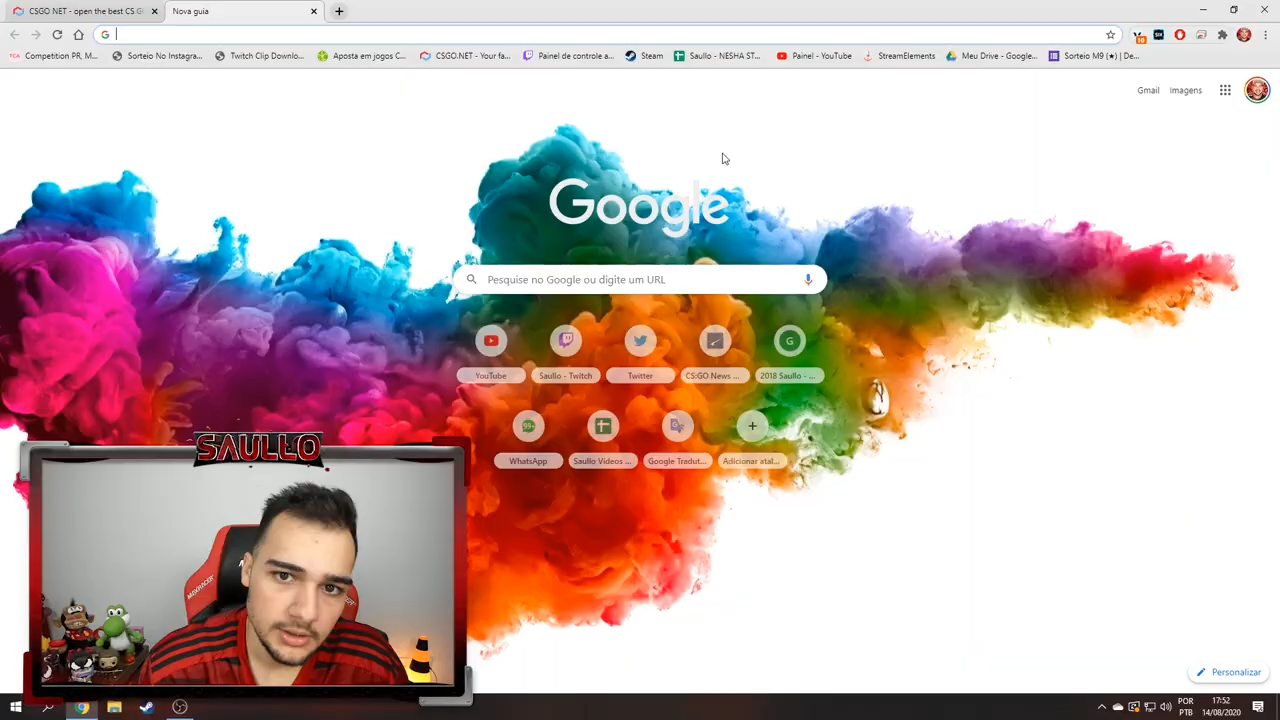 CSGO.NET - open the best CS:G
Nova guia
Competition PR, M...
Sorteio No Instagra...
Twitch Clip Downlo...
Aposta em jogos C...
CSGO.NET - Your fa...
Painel de controle a...
Steam
Saullo - NESHA ST...
Painel - YouTube
StreamElements
Meu Drive - Google...
Sorteio M9 (★) | De...
Gmail
Imagens
Google
Pesquise no Google ou digite um URL
YouTube
Saullo - Twitch
Twitter
CS:GO News ...
G
2018 Saullo - ...
99+
WhatsApp
Saullo Videos ...
Google Tradut...
Adicionar atal...
SAULLO
MAXRACER
Personalizar
POR
PTB
17:52
14/08/2020